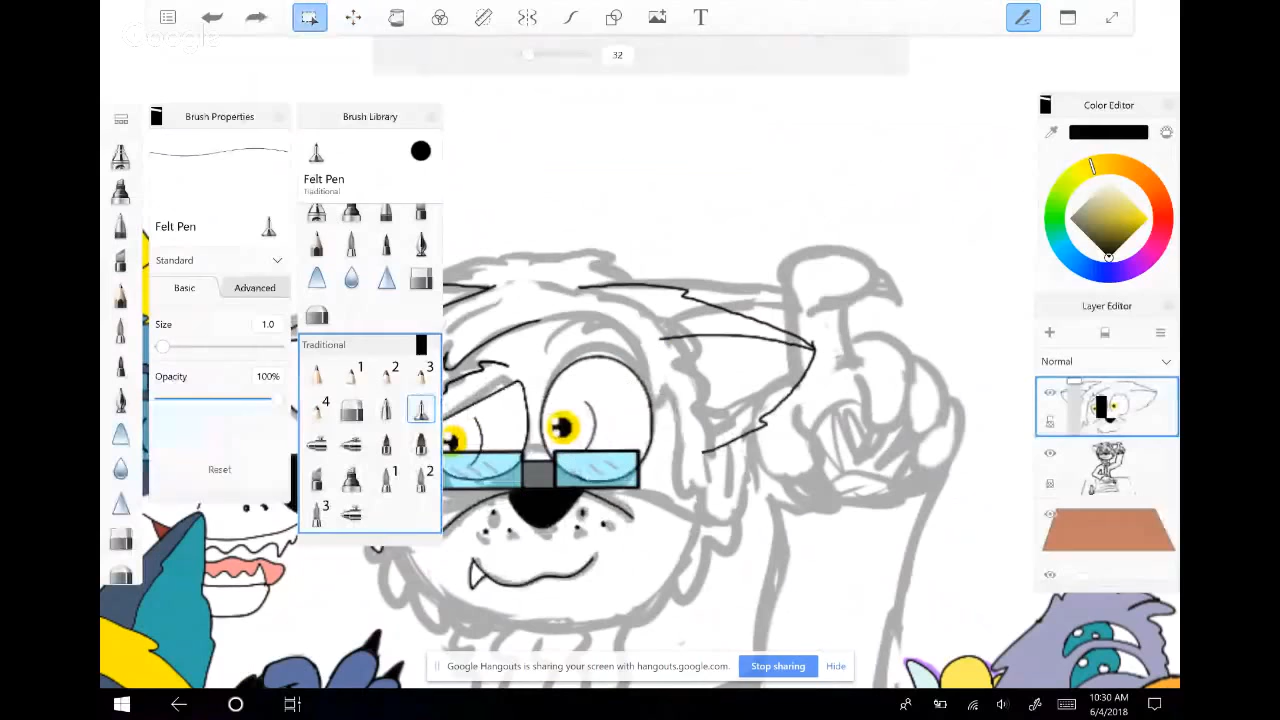 Google
32
Brush Properties
Brush Library
Color Editor
Felt Pen
Traditional
Felt Pen
Standard
Basic
Advanced
Size
1.0
Opacity
100%
Reset
Traditional
1
2
3
4
1
2
3
Layer Editor
Normal
Google Hangouts is sharing your screen with hangouts.google.com.
Stop sharing
Hide
10:30 AM
6/4/2018